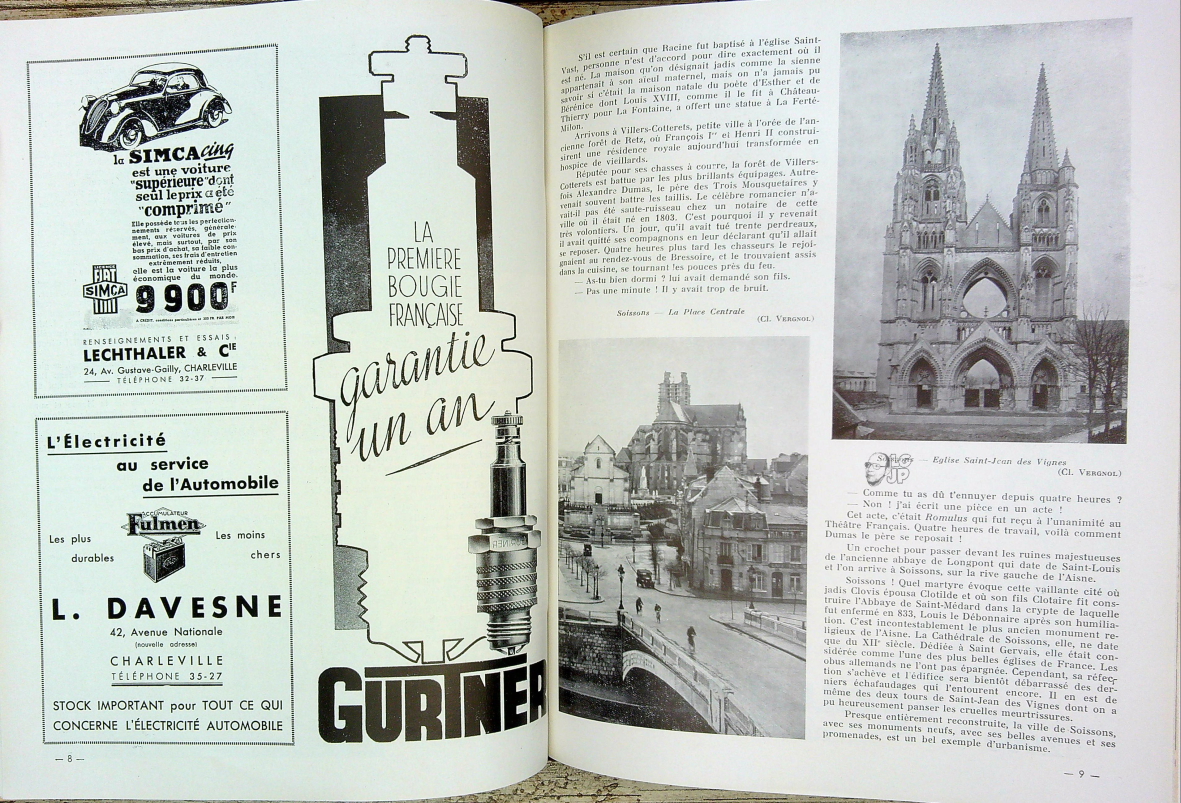 la SIMCA cinq
est une voiture
"supérieure" dont
seul le prix a été
"comprimé"
Elle possède tous les perfection-
nements réservés, générale-
ment, aux voitures de prix
élevé, mais surtout, par son
bas prix d'achat, sa faible con-
sommation, ses frais d'entretien
extrêmement réduits,
elle est la voiture la plus
économique du monde.
FIAT
SIMCA
9900F
RENSEIGNEMENTS ET ESSAIS :
LECHTHALER & CIE
24, Av. Gustave-Gailly, CHARLEVILLE
TÉLÉPHONE 32-37
L'Électricité
au service
de l'Automobile
ACCUMULATEUR
Fulmen
Les plus
durables
Les moins
chers
L. DAVESNE
42, Avenue Nationale
(nouvelle adresse)
CHARLEVILLE
TÉLÉPHONE 35-27
STOCK IMPORTANT pour TOUT CE QUI
CONCERNE L'ÉLECTRICITÉ AUTOMOBILE
— 8 —
LA
PREMIERE
BOUGIE
FRANÇAISE
garantie
un an
GURTNER
S'il est certain que Racine fut baptisé à l'église Saint-
Vast, personne n'est d'accord pour dire exactement où il
est né. La maison qu'on désignait jadis comme la sienne
appartenait à son aïeul maternel, mais on n'a jamais pu
savoir si c'était la maison natale du poète d'Esther et de
Bérénice dont Louis XVIII, comme il le fit à Château-
Thierry pour La Fontaine, a offert une statue à La Ferté-
Milon.
Arrivons à Villers-Cotterets, petite ville à l'orée de l'an-
cienne forêt de Retz, où François Ier et Henri II construi-
sirent une résidence royale aujourd'hui transformée en
hospice de vieillards.
Réputée pour ses chasses à courre, la forêt de Villers-
Cotterets est battue par les plus brillants équipages. Autre-
fois Alexandre Dumas, le père des Trois Mousquetaires y
venait souvent battre les taillis. Le célèbre romancier n'a-
vait-il pas été saute-ruisseau chez un notaire de cette
ville où il était né en 1803. C'est pourquoi il y revenait
très volontiers. Un jour, qu'il avait tué trente perdreaux,
il avait quitté ses compagnons en leur déclarant qu'il allait
se reposer. Quatre heures plus tard les chasseurs le rejoi-
gnaient au rendez-vous de Bressoire, et le trouvaient assis
dans la cuisine, se tournant les pouces près du feu.
— As-tu bien dormi ? lui avait demandé son fils.
— Pas une minute ! Il y avait trop de bruit.
Soissons — La Place Centrale
(Cl. VERGNOL)
Soissons — Eglise Saint-Jean des Vignes
(Cl. VERGNOL)
JP
— Comme tu as dû t'ennuyer depuis quatre heures ?
— Non ! j'ai écrit une pièce en un acte !
Cet acte, c'était Romulus qui fut reçu à l'unanimité au
Théâtre Français. Quatre heures de travail, voilà comment
Dumas le père se reposait !
Un crochet pour passer devant les ruines majestueuses
de l'ancienne abbaye de Longpont qui date de Saint-Louis
et l'on arrive à Soissons, sur la rive gauche de l'Aisne.
Soissons ! Quel martyre évoque cette vaillante cité où
jadis Clovis épousa Clotilde et où son fils Clotaire fit cons-
truire l'Abbaye de Saint-Médard dans la crypte de laquelle
fut enfermé en 833, Louis le Débonnaire après son humilia-
tion. C'est incontestablement le plus ancien monument re-
ligieux de l'Aisne. La Cathédrale de Soissons, elle, ne date
que du XIIe siècle. Dédiée à Saint Gervais, elle était con-
sidérée comme l'une des plus belles églises de France. Les
obus allemands ne l'ont pas épargnée. Cependant, sa réfec-
tion s'achève et l'édifice sera bientôt débarrassé des der-
niers échafaudages qui l'entourent encore. Il en est de
même des deux tours de Saint-Jean des Vignes dont on a
pu heureusement panser les cruelles meurtrissures.
Presque entièrement reconstruite, la ville de Soissons,
avec ses monuments neufs, avec ses belles avenues et ses
promenades, est un bel exemple d'urbanisme.
— 9 —